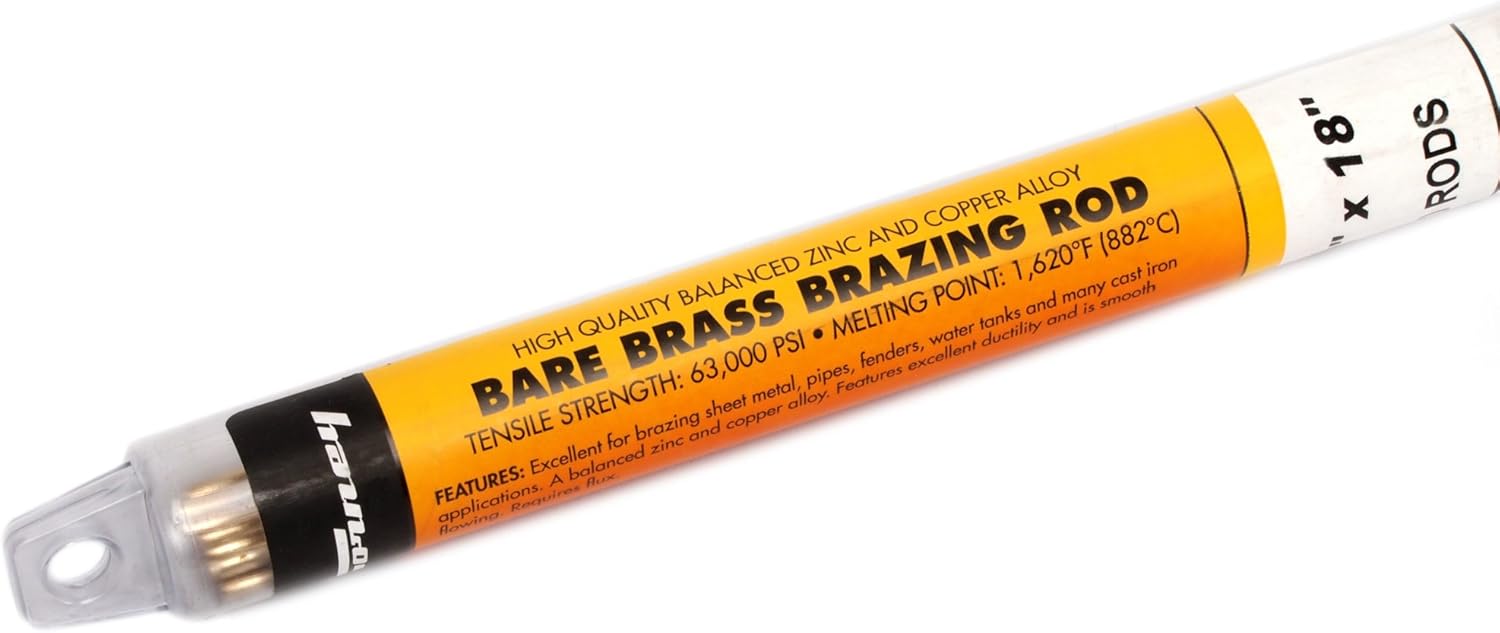 HIGH QUALITY BALANCED ZINC AND COPPER ALLOY
BARE BRASS BRAZING ROD
TENSILE STRENGTH: 63,000 PSI • MELTING POINT: 1,620°F (882°C)
FEATURES: Excellent for brazing sheet metal, pipes, fenders, water tanks and many cast iron
applications. A balanced zinc and copper alloy. Features excellent ductility and is smooth
flowing. Requires flux.
" x 18"
RODS